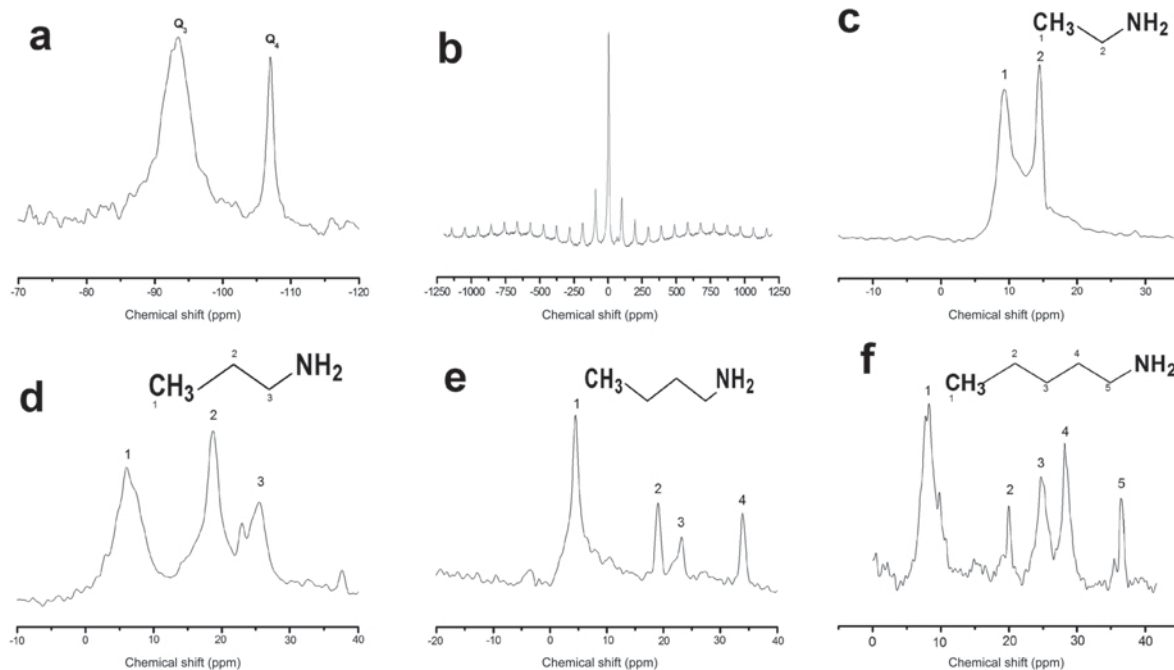 a
Q3
Q4
-70 -80 -90 -100 -110 -120
Chemical shift (ppm)
b
-1250 -1000 -750 -500 -250 0 250 500 750 1000 1250
Chemical shift (ppm)
c
CH3 NH2
1
2
1
2
-10 0 10 20 30
Chemical shift (ppm)
d
2
CH3 NH2
1
3
1
2
3
-10 0 10 20 30 40
Chemical shift (ppm)
e
CH3 NH2
1
2
3
4
-20 -10 0 10 20 30 40
Chemical shift (ppm)
f
2 4
CH3 NH2
1
3 5
1
2
3
4
5
0 10 20 30 40
Chemical shift (ppm)